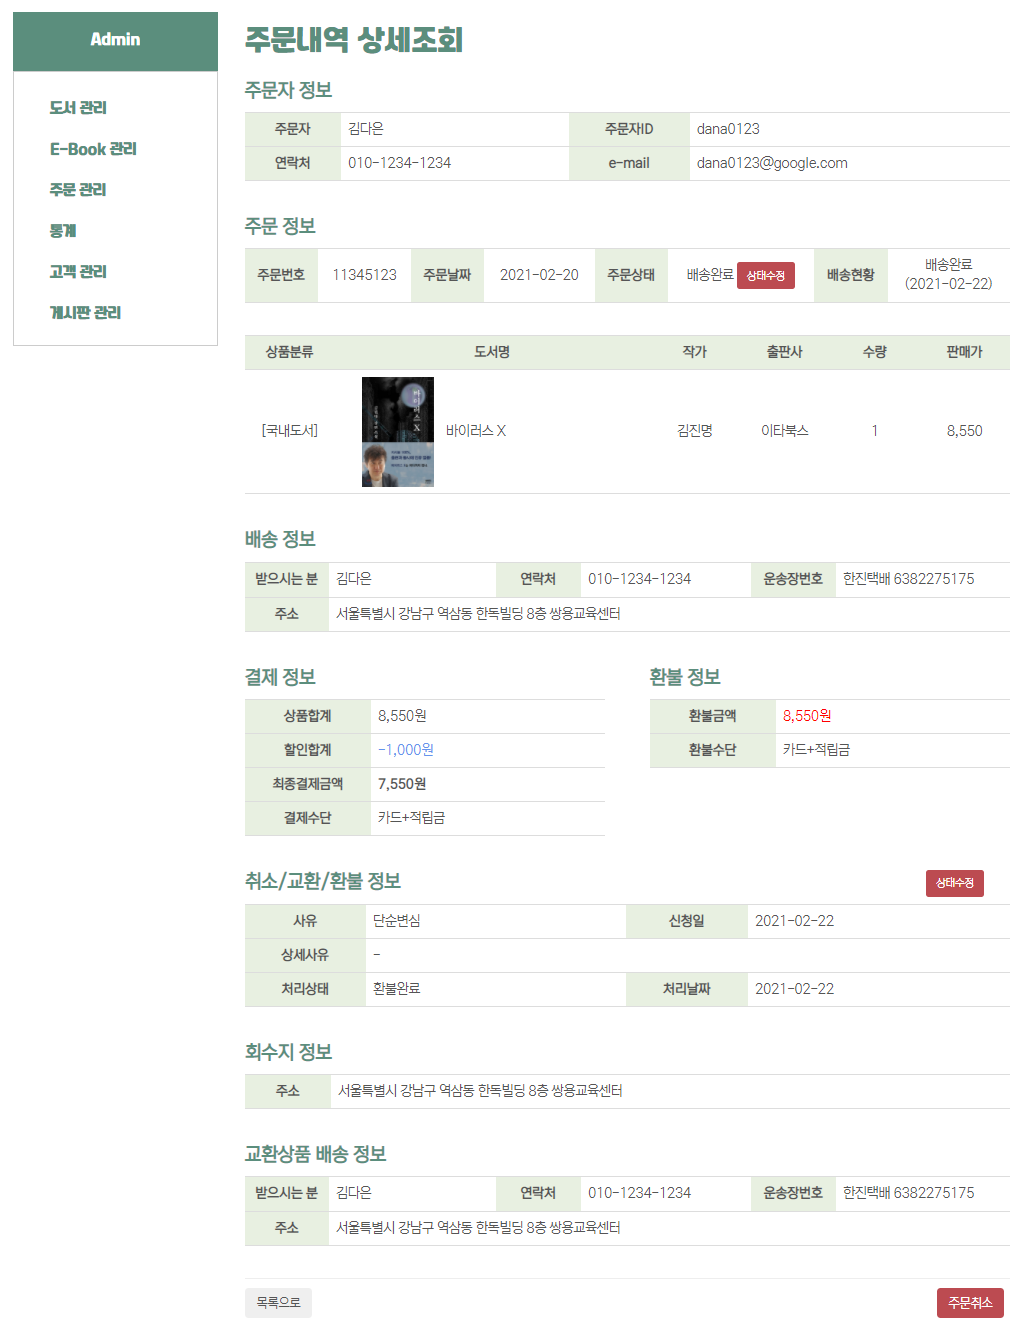 Admin
도서 관리
E-Book 관리
주문 관리
통계
고객 관리
게시판 관리
주문내역 상세조회
주문자 정보
주문자 김다은 주문자ID dana0123
연락처 010-1234-1234 e-mail dana0123@google.com
주문 정보
주문번호 11345123 주문날짜 2021-02-20 주문상태 배송완료 상태수정 배송현황 배송완료
(2021-02-22)
상품분류 도서명 작가 출판사 수량 판매가
바이러스 X
[국내도서] 바이러스 X 김진명 이타북스 1 8,550
배송 정보
받으시는 분 김다은 연락처 010-1234-1234 운송장번호 한진택배 6382275175
주소 서울특별시 강남구 역삼동 한독빌딩 8층 쌍용교육센터
결제 정보
상품합계 8,550원
할인합계 -1,000원
최종결제금액 7,550원
결제수단 카드+적립금
환불 정보
환불금액 8,550원
환불수단 카드+적립금
취소/교환/환불 정보 상태수정
사유 단순변심 신청일 2021-02-22
상세사유 -
처리상태 환불완료 처리날짜 2021-02-22
회수지 정보
주소 서울특별시 강남구 역삼동 한독빌딩 8층 쌍용교육센터
교환상품 배송 정보
받으시는 분 김다은 연락처 010-1234-1234 운송장번호 한진택배 6382275175
주소 서울특별시 강남구 역삼동 한독빌딩 8층 쌍용교육센터
목록으로 주문취소